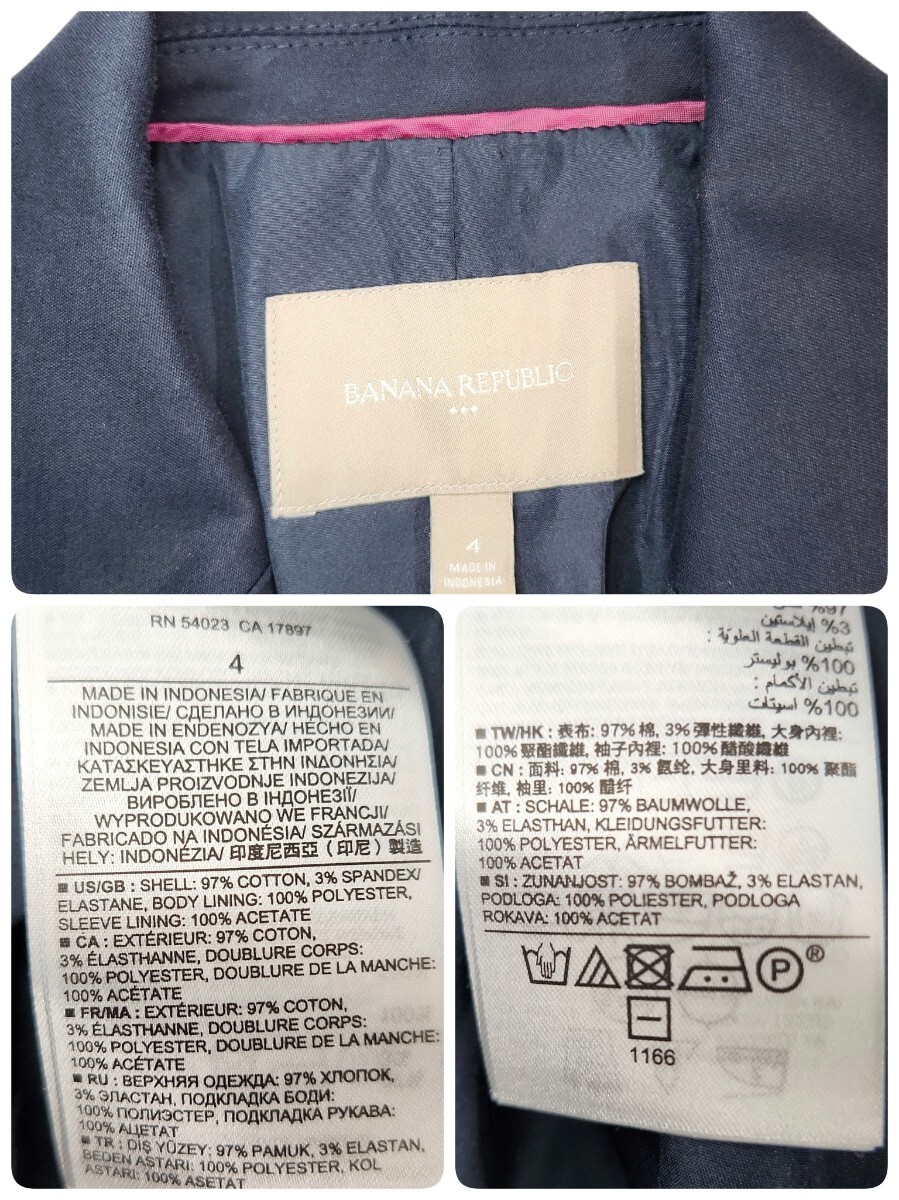 BANANA REPUBLIC
4
MADE IN
INDONESIA
RN 54023 CA 17897
4
MADE IN INDONESIA/ FABRIQUE EN
INDONISIE/ СДЕЛАНО В ИНДОНЕЗИИ/
MADE IN ENDENOZYA/ HECHO EN
INDONESIA CON TELA IMPORTADA/
ΚΑΤΑΣΚΕΥΑΣΤΗΚΕ ΣΤΗΝ ΙΝΔΟΝΗΣΙΑ/
ZEMLJA PROIZVODNJE INDONEZIJA/
ВИРОБЛЕНО В ІНДОНЕЗІЇ/
WYPRODUKOWANO WE FRANCJI/
FABRICADO NA INDONÉSIA/ SZÁRMAZÁSI
HELY: INDONÉZIA/ 印度尼西亞 (印尼) 製造
US/GB : SHELL: 97% COTTON, 3% SPANDEX/
ELASTANE, BODY LINING: 100% POLYESTER,
SLEEVE LINING: 100% ACETATE
CA : EXTÉRIEUR: 97% COTON,
3% ÉLASTHANNE, DOUBLURE CORPS:
100% POLYESTER, DOUBLURE DE LA MANCHE:
100% ACÉTATE
FR/MA : EXTÉRIEUR: 97% COTON,
3% ÉLASTHANNE, DOUBLURE CORPS:
100% POLYESTER, DOUBLURE DE LA MANCHE:
100% ACÉTATE
RU : ВЕРХНЯЯ ОДЕЖДА: 97% ХЛОПОК,
3% ЭЛАСТАН, ПОДКЛАДКА БОДИ:
100% ПОЛИЭСТЕР, ПОДКЛАДКА РУКАВА:
100% АЦЕТАТ
TR : DIŞ YÜZEY: 97% PAMUK, 3% ELASTAN,
BEDEN ASTARI: 100% POLYESTER, KOL
ASTARI: 100% ASETAT
97%
3% إيلاستين
تبطين القطعة العلويّة :
100% بوليستر
تبطين الأكمام :
100% أسيتات
TW/HK : 表布: 97% 棉, 3% 彈性纖維, 大身內裡:
100% 聚酯纖維, 袖子內裡: 100% 醋酸纖維
CN : 面料: 97% 棉, 3% 氨纶, 大身里料: 100% 聚酯
纤维, 袖里: 100% 醋纤
AT : SCHALE: 97% BAUMWOLLE,
3% ELASTHAN, KLEIDUNGSFUTTER:
100% POLYESTER, ÄRMELFUTTER:
100% ACETAT
SI : ZUNANJOST: 97% BOMBAŽ, 3% ELASTAN,
PODLOGA: 100% POLIESTER, PODLOGA
ROKAVA: 100% ACETAT
P ®
1166